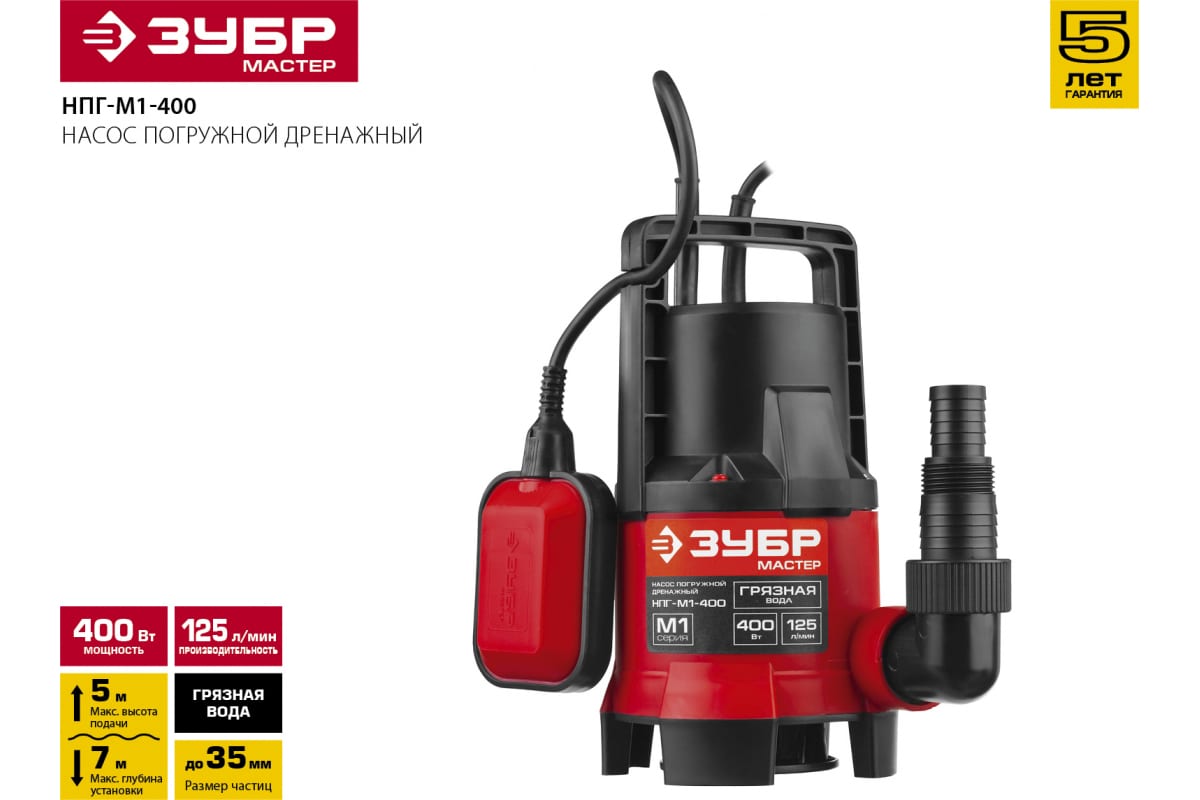 ЗУБР
МАСТЕР
НПГ-М1-400
НАСОС ПОГРУЖНОЙ ДРЕНАЖНЫЙ
5
лет
ГАРАНТИЯ
ЗУБР
МАСТЕР
НАСОС ПОГРУЖНОЙ
ДРЕНАЖНЫЙ
НПГ-М1-400
ГРЯЗНАЯ
ВОДА
М1
серия
400
Вт
125
л/мин
400 Вт
МОЩНОСТЬ
125 л/мин
ПРОИЗВОДИТЕЛЬНОСТЬ
5 м
Макс. высота
подачи
ГРЯЗНАЯ
ВОДА
7 м
Макс. глубина
установки
до 35 мм
Размер частиц